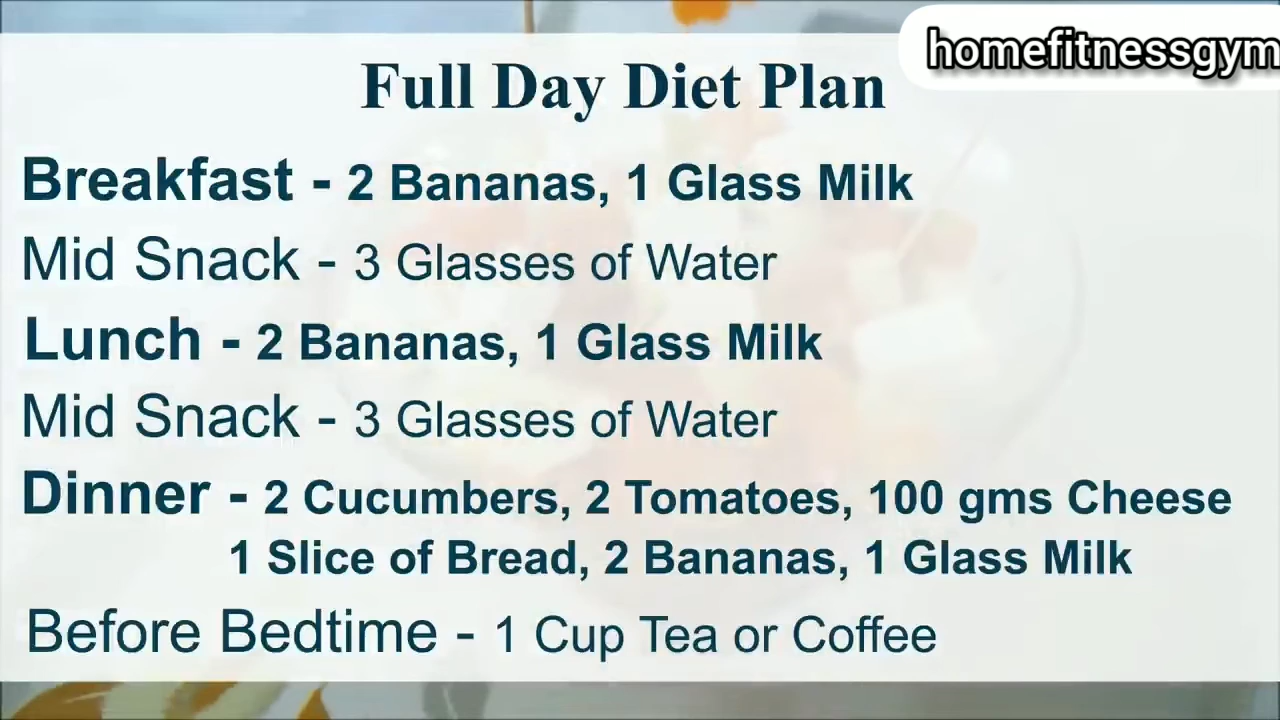 homefitnessgym
Full Day Diet Plan
Breakfast - 2 Bananas, 1 Glass Milk
Mid Snack - 3 Glasses of Water
Lunch - 2 Bananas, 1 Glass Milk
Mid Snack - 3 Glasses of Water
Dinner - 2 Cucumbers, 2 Tomatoes, 100 gms Cheese
1 Slice of Bread, 2 Bananas, 1 Glass Milk
Before Bedtime - 1 Cup Tea or Coffee